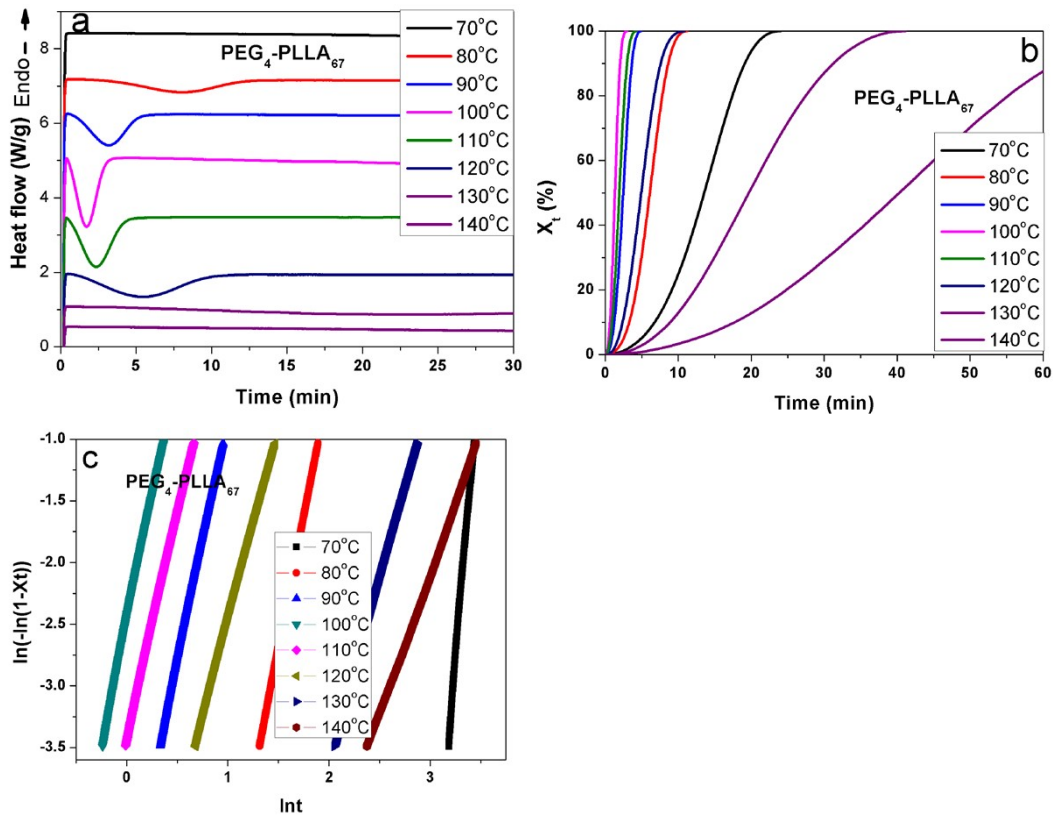 a
Heat flow (W/g) Endo –
8
6
4
2
0
PEG₄-PLLA₆₇
70°C
80°C
90°C
100°C
110°C
120°C
130°C
140°C
0 5 10 15 20 25 30
Time (min)
b
Xₜ (%)
100
80
60
40
20
0
PEG₄-PLLA₆₇
70°C
80°C
90°C
100°C
110°C
120°C
130°C
140°C
0 10 20 30 40 50 60
Time (min)
c
ln(-ln(1-Xt))
-1.0
-1.5
-2.0
-2.5
-3.0
-3.5
PEG₄-PLLA₆₇
70°C
80°C
90°C
100°C
110°C
120°C
130°C
140°C
0 1 2 3
lnt